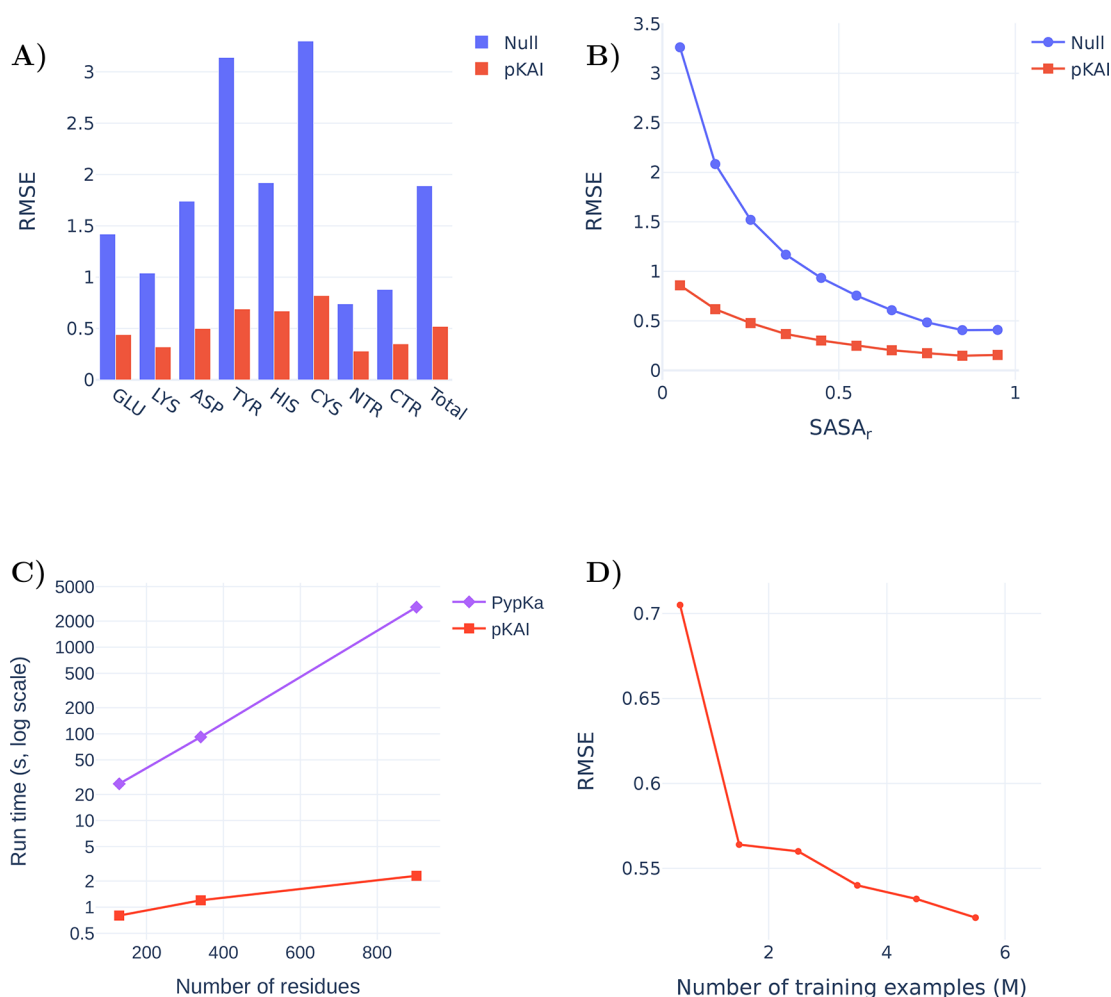 A)
RMSE
3
2.5
2
1.5
1
0.5
0
GLU LYS ASP TYR HIS CYS NTR CTR Total
Null
pKAI
B)
RMSE
3.5
3
2.5
2
1.5
1
0.5
0
0 0.5 1
SASAr
Null
pKAI
C)
Run time (s, log scale)
5000
2000
1000
500
200
100
50
20
10
5
2
1
0.5
200 400 600 800
Number of residues
PypKa
pKAI
D)
RMSE
0.7
0.65
0.6
0.55
2 4 6
Number of training examples (M)